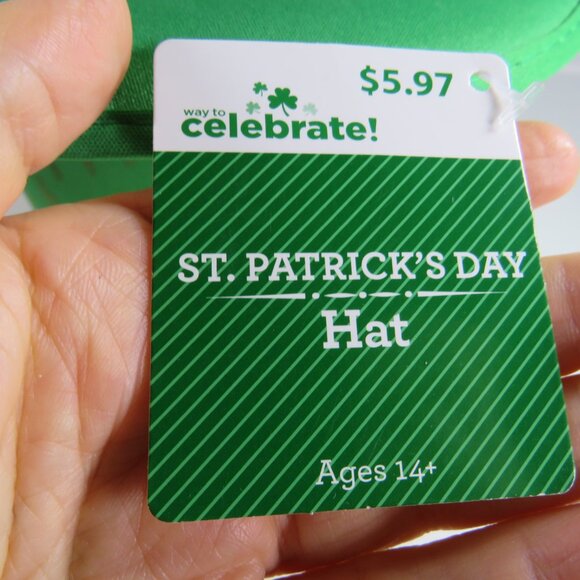 $5.97
way to
celebrate!
ST. PATRICK'S DAY
Hat
Ages 14+